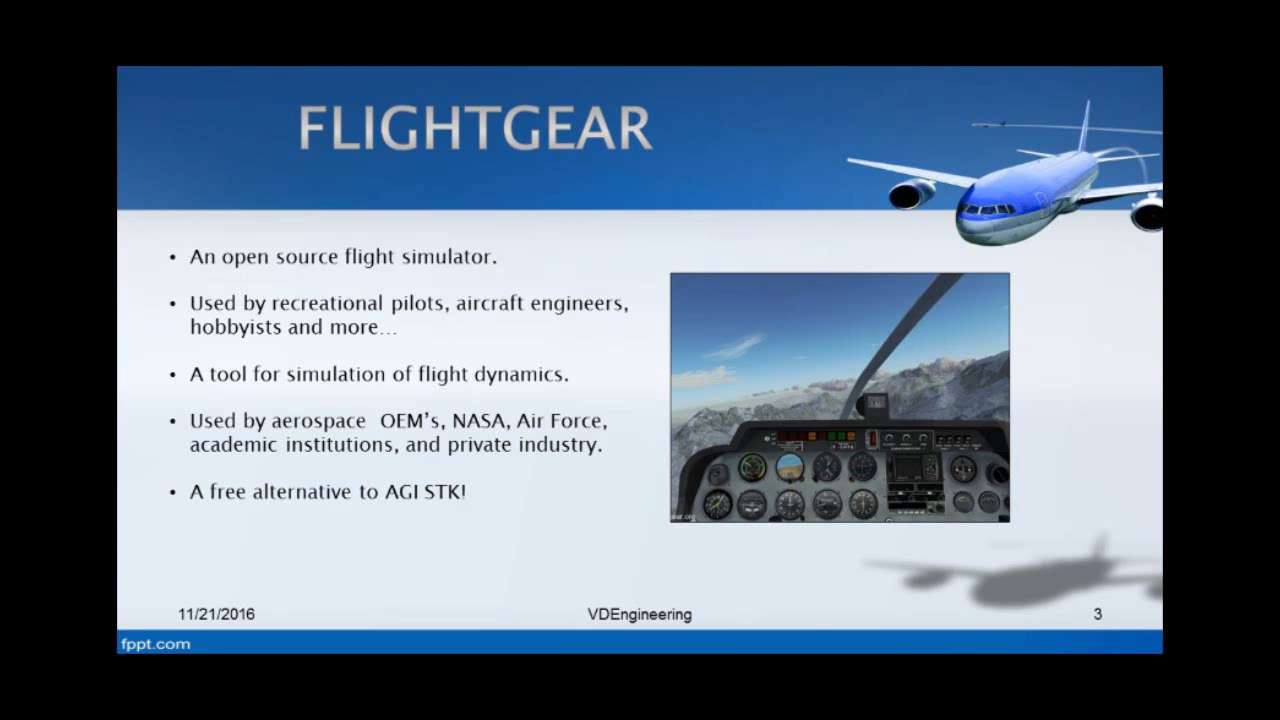 FLIGHTGEAR
• An open source flight simulator.
• Used by recreational pilots, aircraft engineers,
hobbyists and more...
• A tool for simulation of flight dynamics.
• Used by aerospace  OEM's, NASA, Air Force,
academic institutions, and private industry.
• A free alternative to AGI STK!
11/21/2016
VDEngineering
3
fppt.com